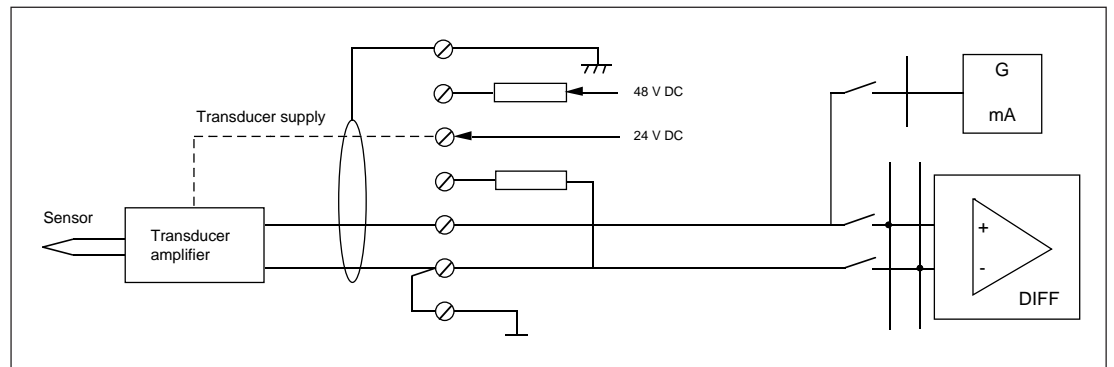 G
mA
48 V DC
Transducer supply
24 V DC
Sensor
Transducer
amplifier
+
-
DIFF